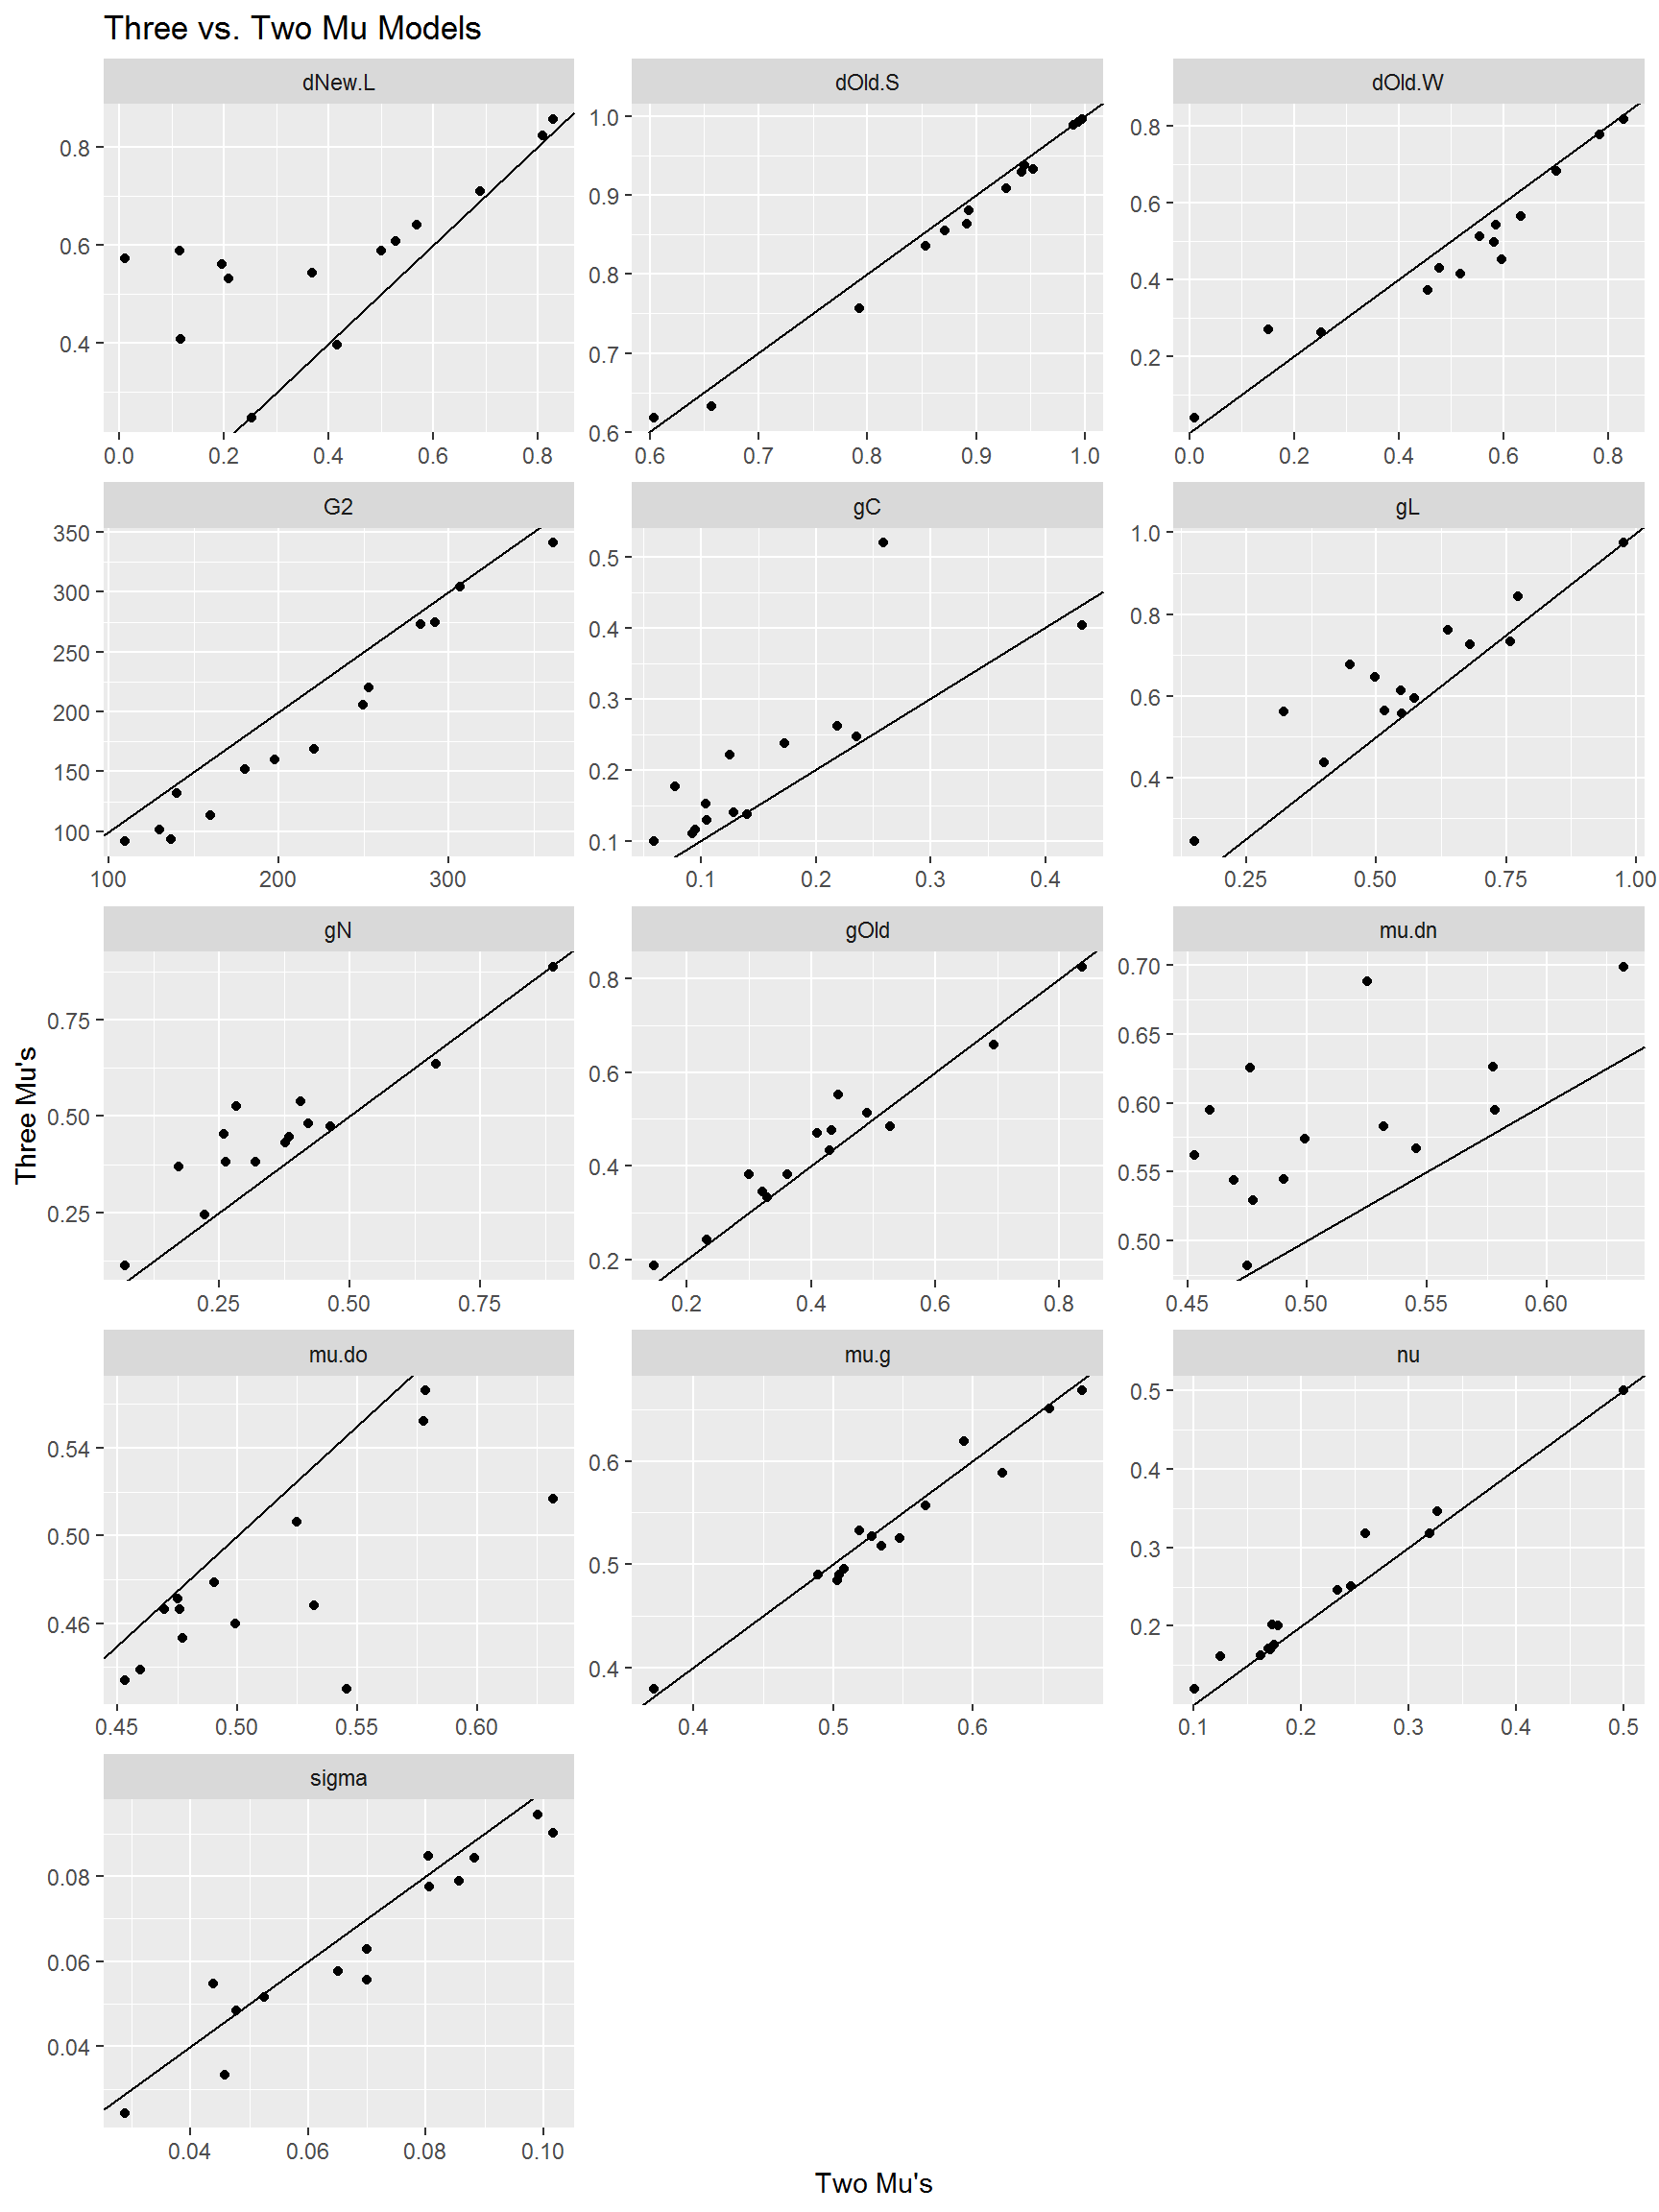 Three vs. Two Mu Models
dNew.L dOld.S dOld.W
0.8 0.6 0.4
1.0 0.9 0.8 0.7 0.6
0.8 0.6 0.4 0.2
0.0 0.2 0.4 0.6 0.8
0.6 0.7 0.8 0.9 1.0
0.0 0.2 0.4 0.6 0.8
G2 gC gL
350 300 250 200 150 100
0.5 0.4 0.3 0.2 0.1
1.0 0.8 0.6 0.4
100 200 300
0.1 0.2 0.3 0.4
0.25 0.50 0.75 1.00
gN gOld mu.dn
0.75 0.50 0.25
0.8 0.6 0.4 0.2
0.70 0.65 0.60 0.55 0.50
0.25 0.50 0.75
0.2 0.4 0.6 0.8
0.45 0.50 0.55 0.60
mu.do mu.g nu
0.54 0.50 0.46
0.6 0.5 0.4
0.5 0.4 0.3 0.2
0.45 0.50 0.55 0.60
0.4 0.5 0.6
0.1 0.2 0.3 0.4 0.5
sigma
0.08 0.06 0.04
0.04 0.06 0.08 0.10
Three Mu's
Two Mu's